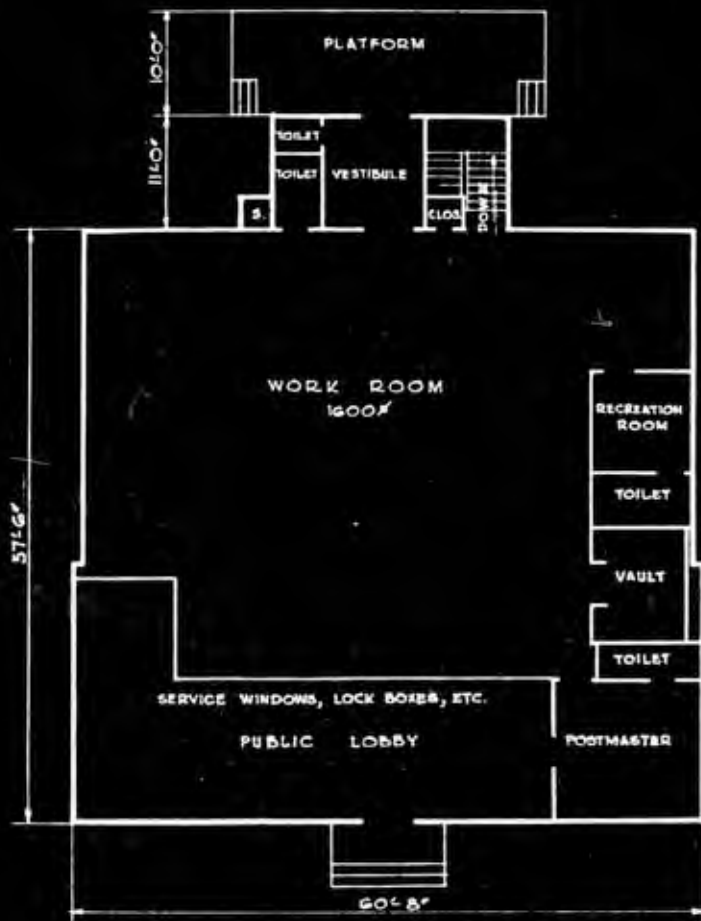 PLATFORM
10'-0"
11'-0"
TOILET
TOILET
VESTIBULE
S.
CLOS.
DOWN
WORK ROOM
1600#
RECREATION
ROOM
TOILET
57'-6"
VAULT
TOILET
SERVICE WINDOWS, LOCK BOXES, ETC.
PUBLIC LOBBY
POSTMASTER
60'-8"